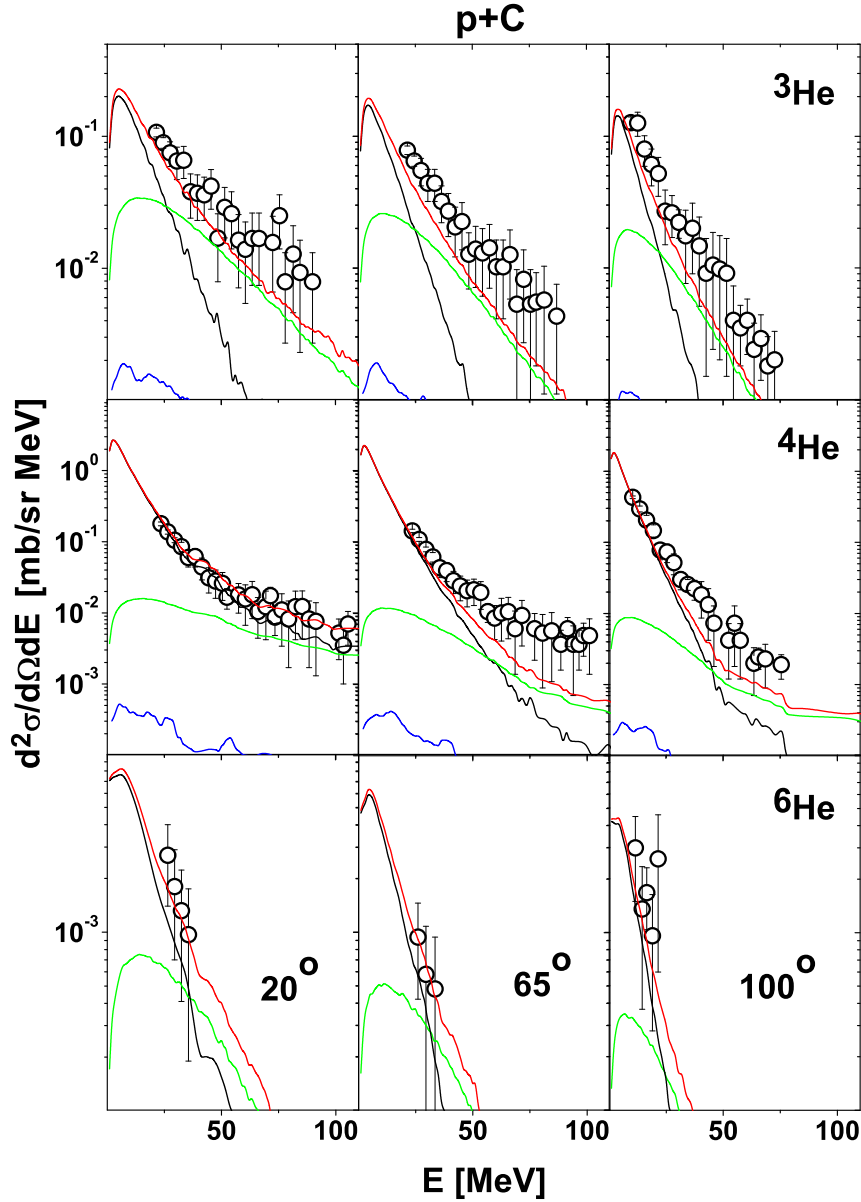 p+C
³He
10⁻¹
10⁻²
d²σ/dΩdE [mb/sr MeV]
⁴He
10⁰
10⁻¹
10⁻²
10⁻³
⁶He
10⁻³
20º 65º 100º
50 100 50 100 50 100
E [MeV]